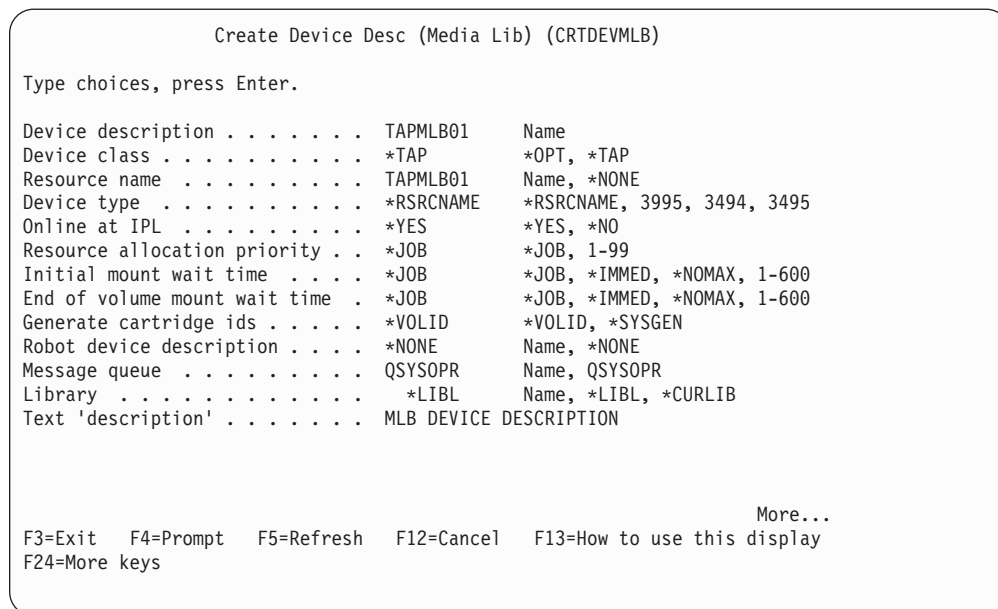 Create Device Desc (Media Lib) (CRTDEVMLB)
Type choices, press Enter.
Device description . . . . . . . TAPMLB01 Name
Device class . . . . . . . . . . *TAP *OPT, *TAP
Resource name . . . . . . . . . TAPMLB01 Name, *NONE
Device type . . . . . . . . . . *RSRCNAME *RSRCNAME, 3995, 3494, 3495
Online at IPL . . . . . . . . . *YES *YES, *NO
Resource allocation priority . . *JOB *JOB, 1-99
Initial mount wait time . . . . *JOB *JOB, *IMMED, *NOMAX, 1-600
End of volume mount wait time . *JOB *JOB, *IMMED, *NOMAX, 1-600
Generate cartridge ids . . . . . *VOLID *VOLID, *SYSGEN
Robot device description . . . . *NONE Name, *NONE
Message queue . . . . . . . . . QSYSOPR Name, QSYSOPR
Library . . . . . . . . . . . . *LIBL Name, *LIBL, *CURLIB
Text 'description' . . . . . . . MLB DEVICE DESCRIPTION
More...
F3=Exit F4=Prompt F5=Refresh F12=Cancel F13=How to use this display
F24=More keys